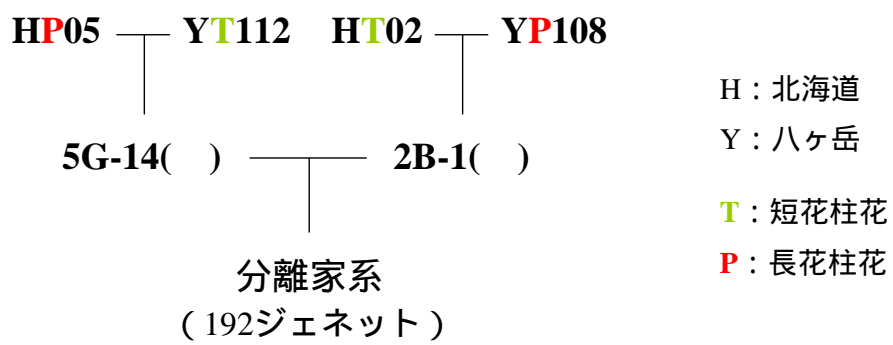 HP05 YT112 HT02 YP108
5G-14( ) 2B-1( )
分離家系
(192ジェネット)
H:北海道
Y:八ヶ岳
T:短花柱花
P:長花柱花